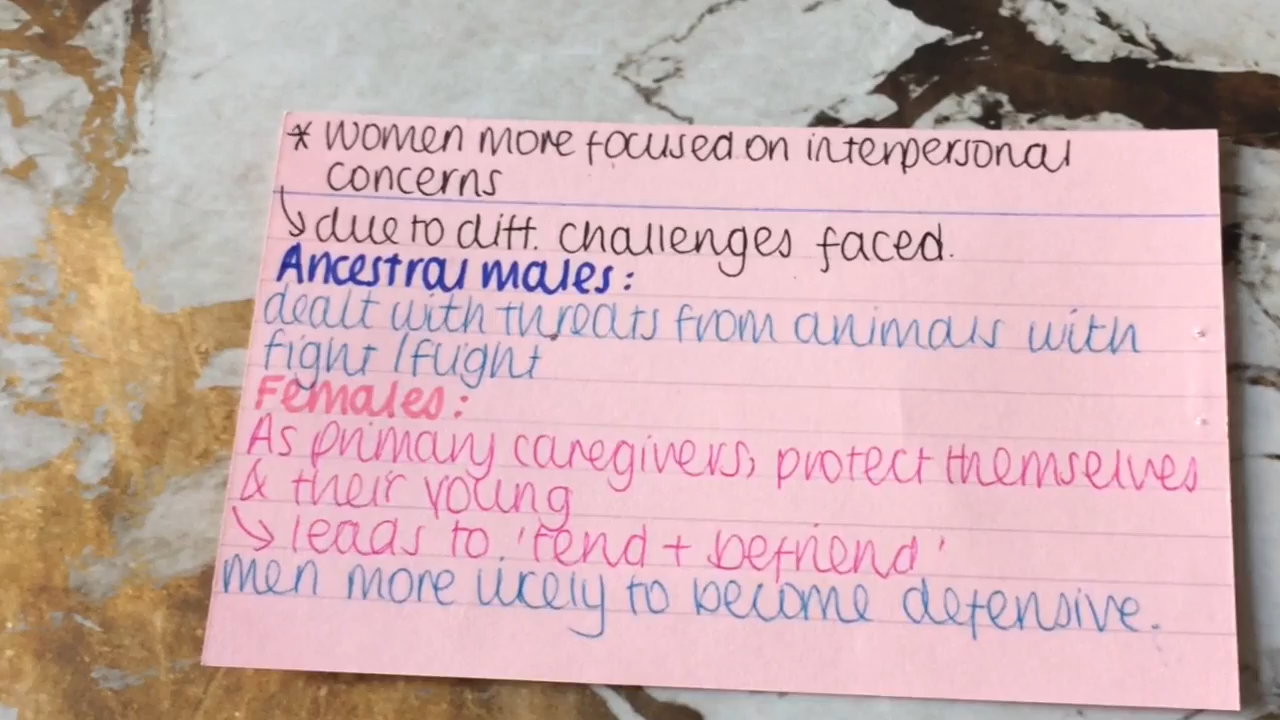 * women more focused on interpersonal
concerns
↳ due to diff. challenges faced.
Ancestral males:
dealt with threats from animals with
fight / flight
Females:
As primary caregivers, protect themselves
& their young
↳ leads to 'tend + befriend'
men more likely to become defensive.